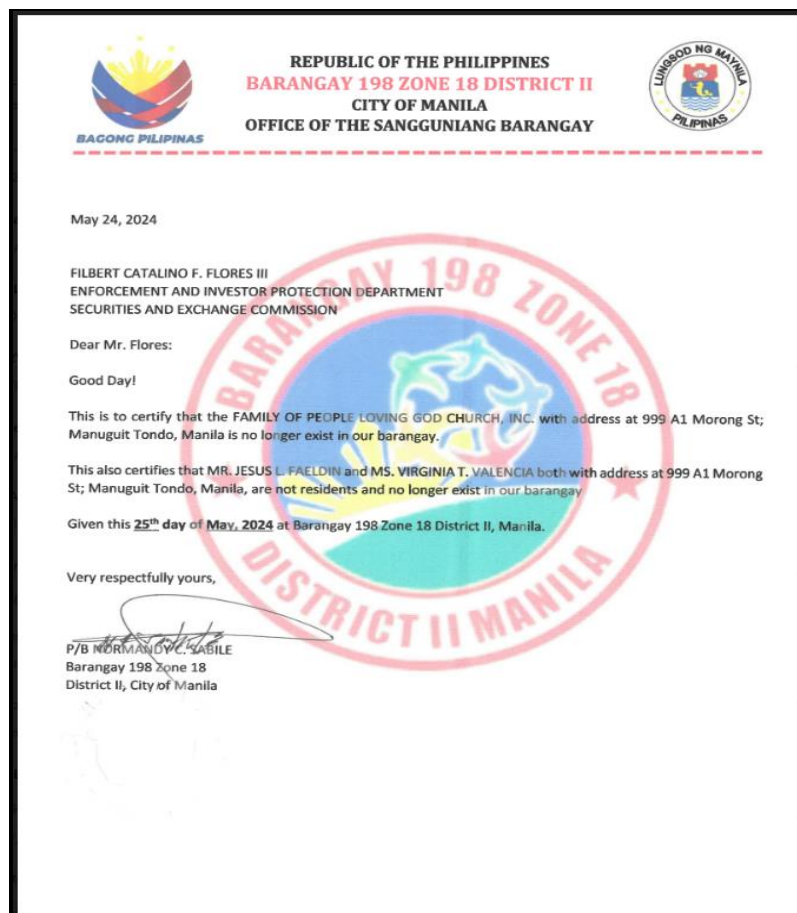 REPUBLIC OF THE PHILIPPINES
BARANGAY 198 ZONE 18 DISTRICT II
CITY OF MANILA
OFFICE OF THE SANGGUNIANG BARANGAY
BAGONG PILIPINAS
LUNGSOD NG MAYNILA
PILIPINAS
May 24, 2024
FILBERT CATALINO F. FLORES III
ENFORCEMENT AND INVESTOR PROTECTION DEPARTMENT
SECURITIES AND EXCHANGE COMMISSION
Dear Mr. Flores:
Good Day!
This is to certify that the FAMILY OF PEOPLE LOVING GOD CHURCH, INC. with address at 999 A1 Morong St;
Manuguit Tondo, Manila is no longer exist in our barangay.
This also certifies that MR. JESUS L. FAELDIN and MS. VIRGINIA T. VALENCIA both with address at 999 A1 Morong
St; Manuguit Tondo, Manila, are not residents and no longer exist in our barangay
Given this 25th day of May, 2024 at Barangay 198 Zone 18 District II, Manila.
Very respectfully yours,
P/B NORMANDY C. SABILE
Barangay 198 Zone 18
District II, City of Manila
BARANGAY 198 ZONE 18
DISTRICT II MANILA